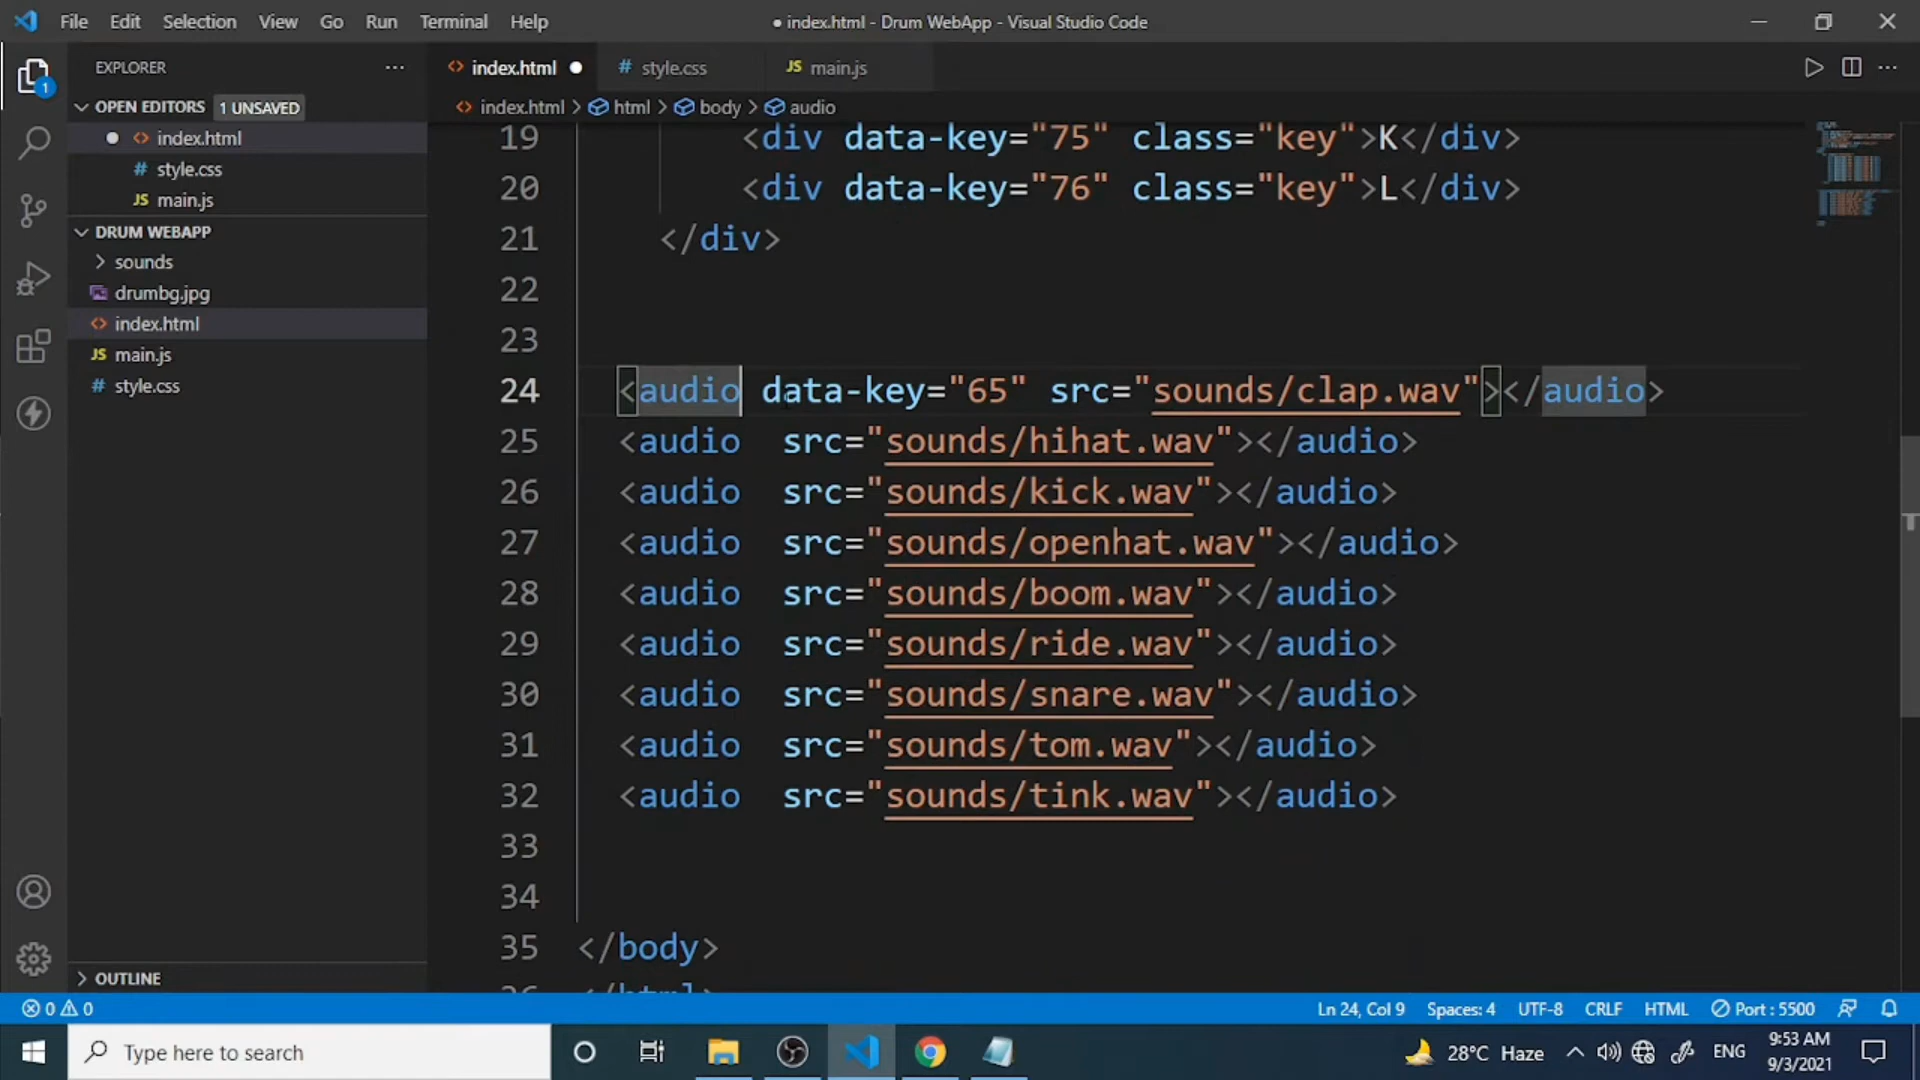 File Edit Selection View Go Run Terminal Help
● index.html - Drum WebApp - Visual Studio Code
EXPLORER
OPEN EDITORS 1 UNSAVED
index.html
# style.css
JS main.js
DRUM WEBAPP
sounds
drumbg.jpg
index.html
JS main.js
# style.css
OUTLINE
1
index.html
# style.css
JS main.js
index.html > html > body > audio
19 <div data-key="75" class="key">K</div>
20 <div data-key="76" class="key">L</div>
21 </div>
22
23
24 <audio data-key="65" src="sounds/clap.wav"></audio>
25 <audio  src="sounds/hihat.wav"></audio>
26 <audio  src="sounds/kick.wav"></audio>
27 <audio  src="sounds/openhat.wav"></audio>
28 <audio  src="sounds/boom.wav"></audio>
29 <audio  src="sounds/ride.wav"></audio>
30 <audio  src="sounds/snare.wav"></audio>
31 <audio  src="sounds/tom.wav"></audio>
32 <audio  src="sounds/tink.wav"></audio>
33
34
35 </body>
36 </html>
0 0
Ln 24, Col 9 Spaces: 4 UTF-8 CRLF HTML Port : 5500
Type here to search
28°C Haze
ENG
9:53 AM
9/3/2021